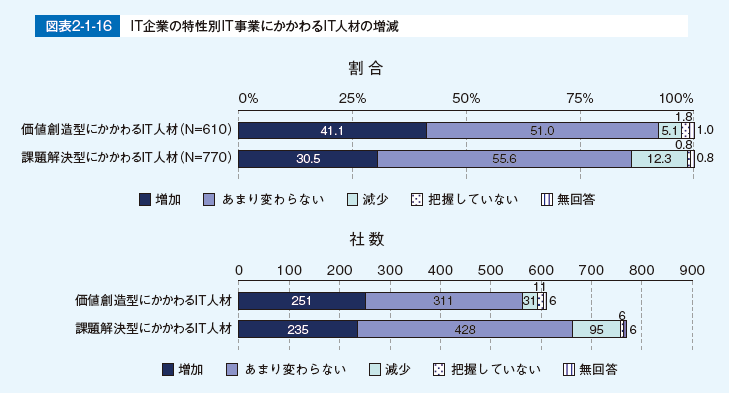 図表2-1-16 IT企業の特性別IT事業にかかわるIT人材の増減
割合
0% 25% 50% 75% 100%
1.8
価値創造型にかかわるIT人材(N=610) 41.1 51.0 5.1 1.0
0.8
課題解決型にかかわるIT人材(N=770) 30.5 55.6 12.3 0.8
増加 あまり変わらない 減少 把握していない 無回答
社数
0 100 200 300 400 500 600 700 800 900
11
価値創造型にかかわるIT人材 251 311 31 6
6
課題解決型にかかわるIT人材 235 428 95 6
増加 あまり変わらない 減少 把握していない 無回答